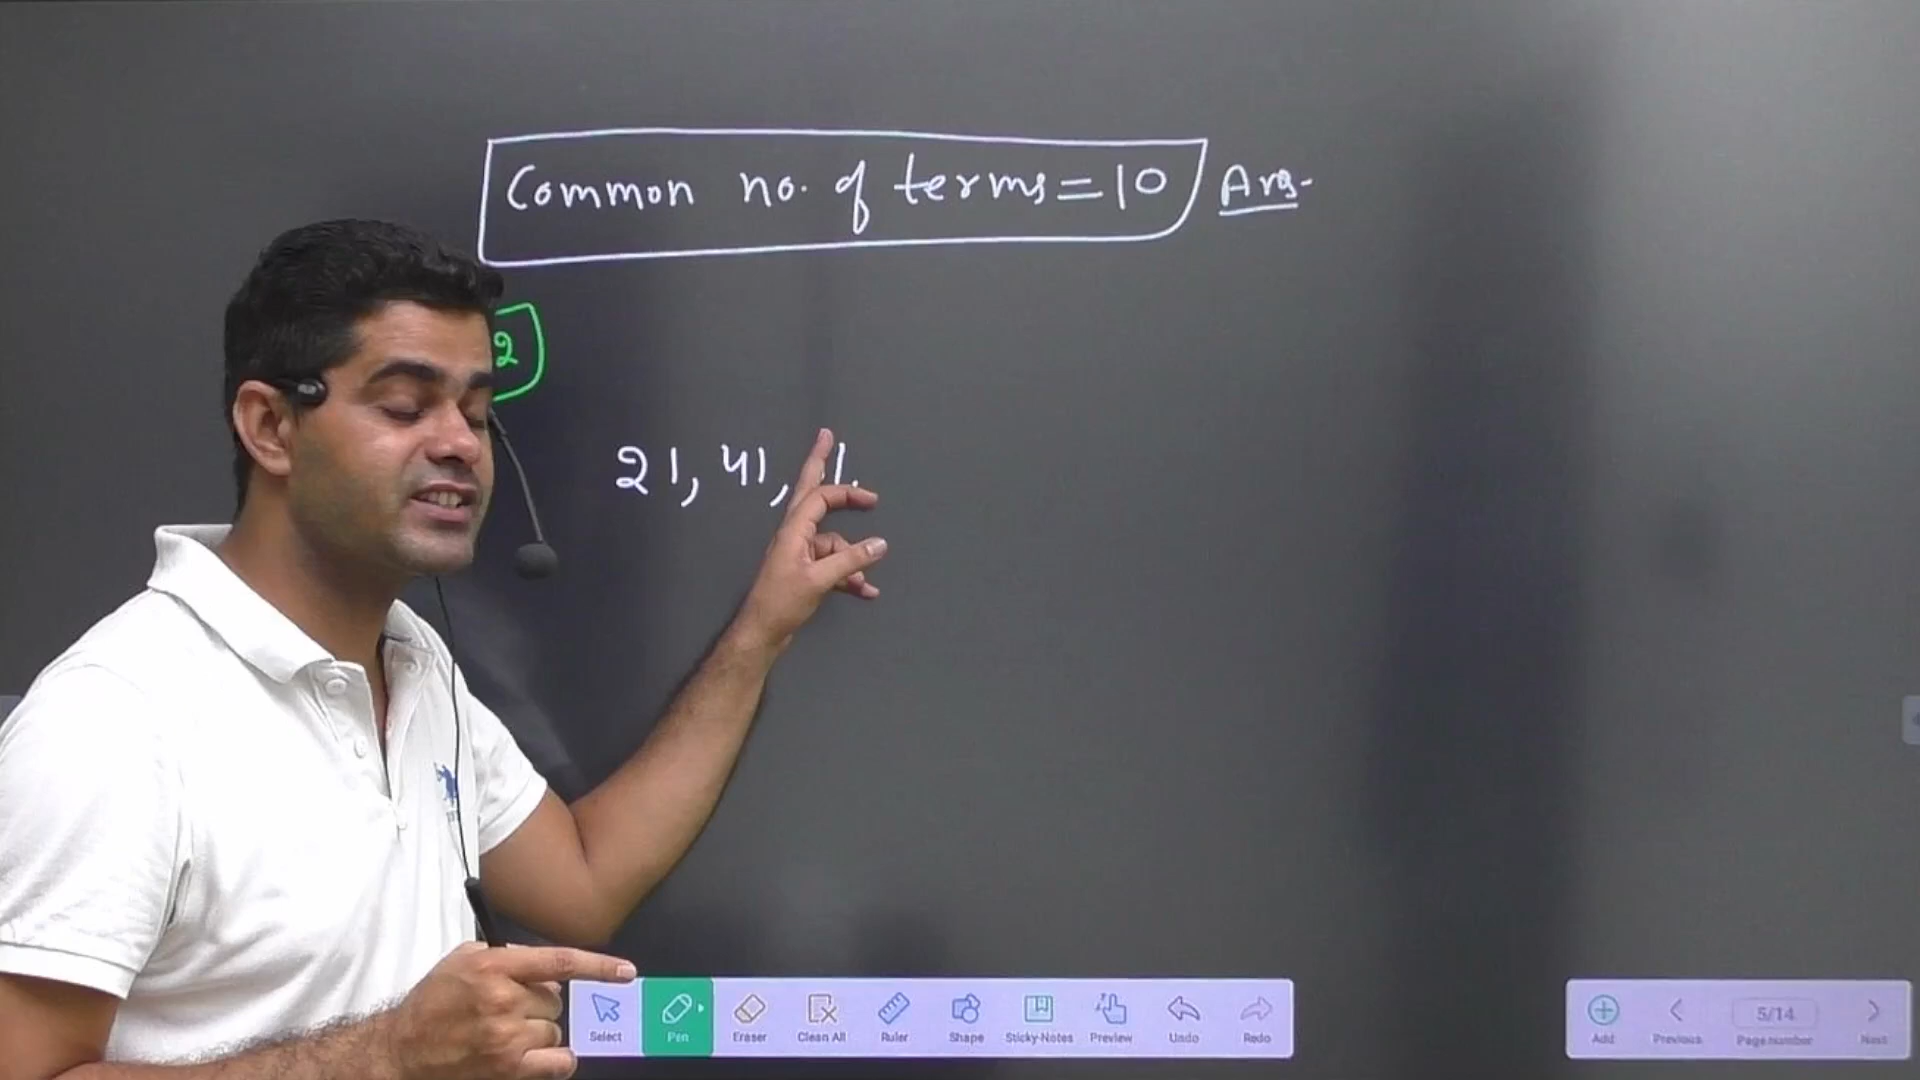 Common no. of terms = 10 Ans.
2
21, 41,
Select Pen Eraser Clean All Ruler Shape Sticky-Notes Preview Undo Redo
Add Previous 5/14 Page number Next